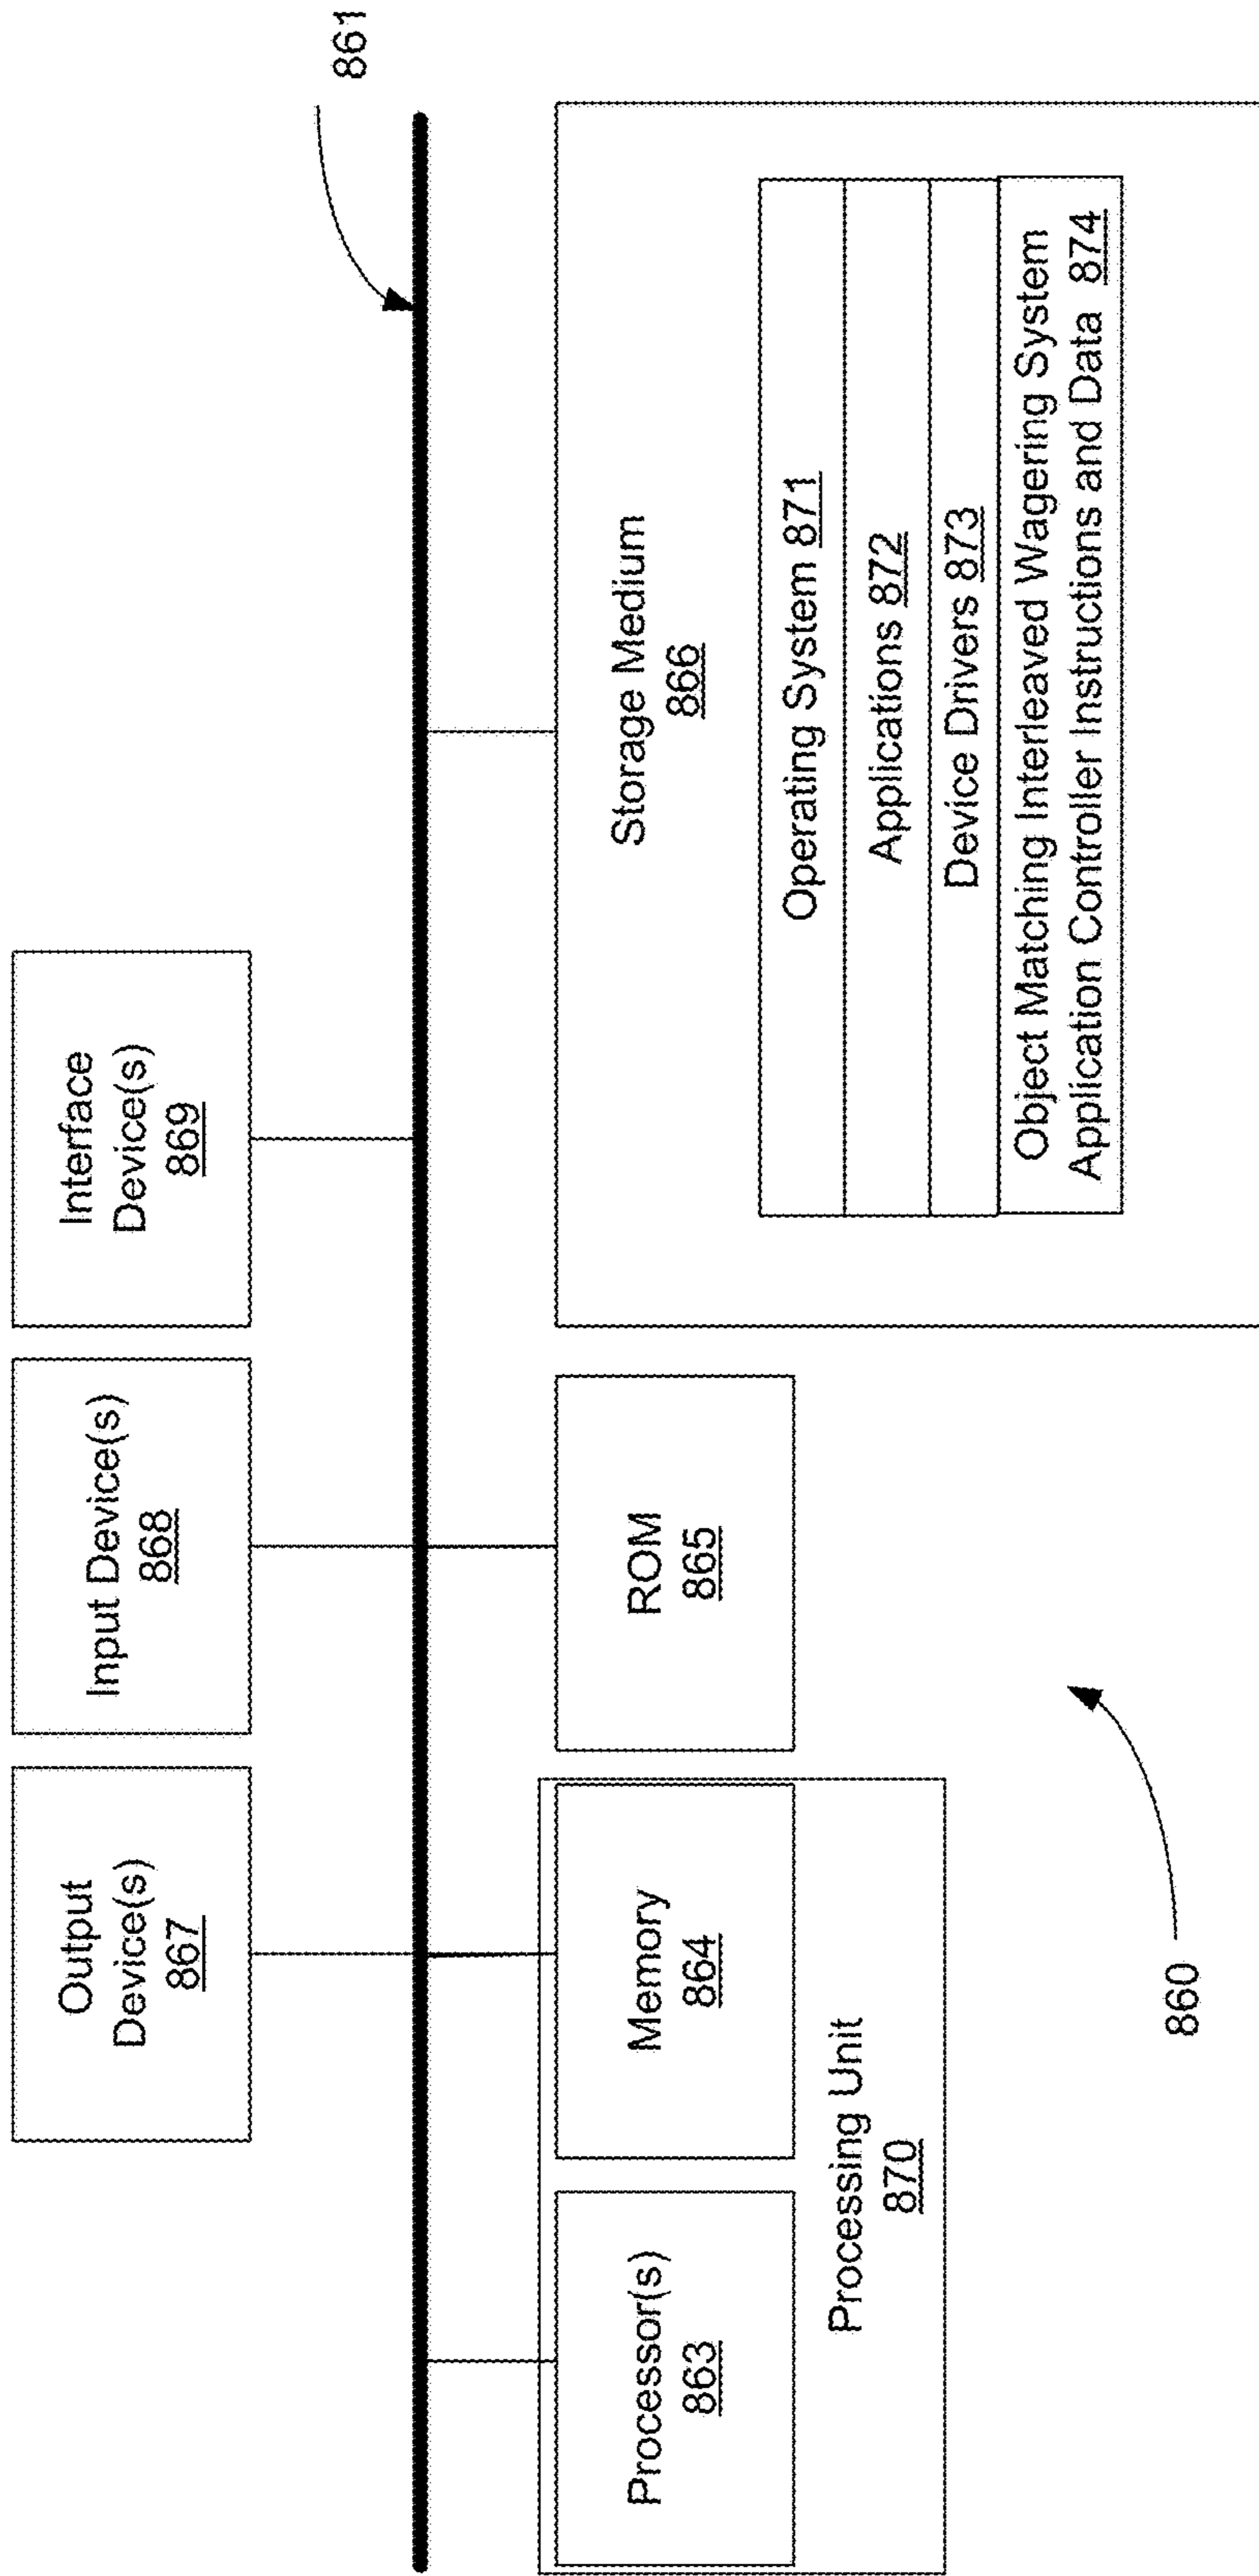 861
Output
Device(s)
867
Input Device(s)
868
Interface
Device(s)
869
Processor(s)
863
Memory
864
Processing Unit
870
ROM
865
Storage Medium
866
Operating System 871
Applications 872
Device Drivers 873
Object Matching Interleaved Wagering System
Application Controller Instructions and Data 874
860